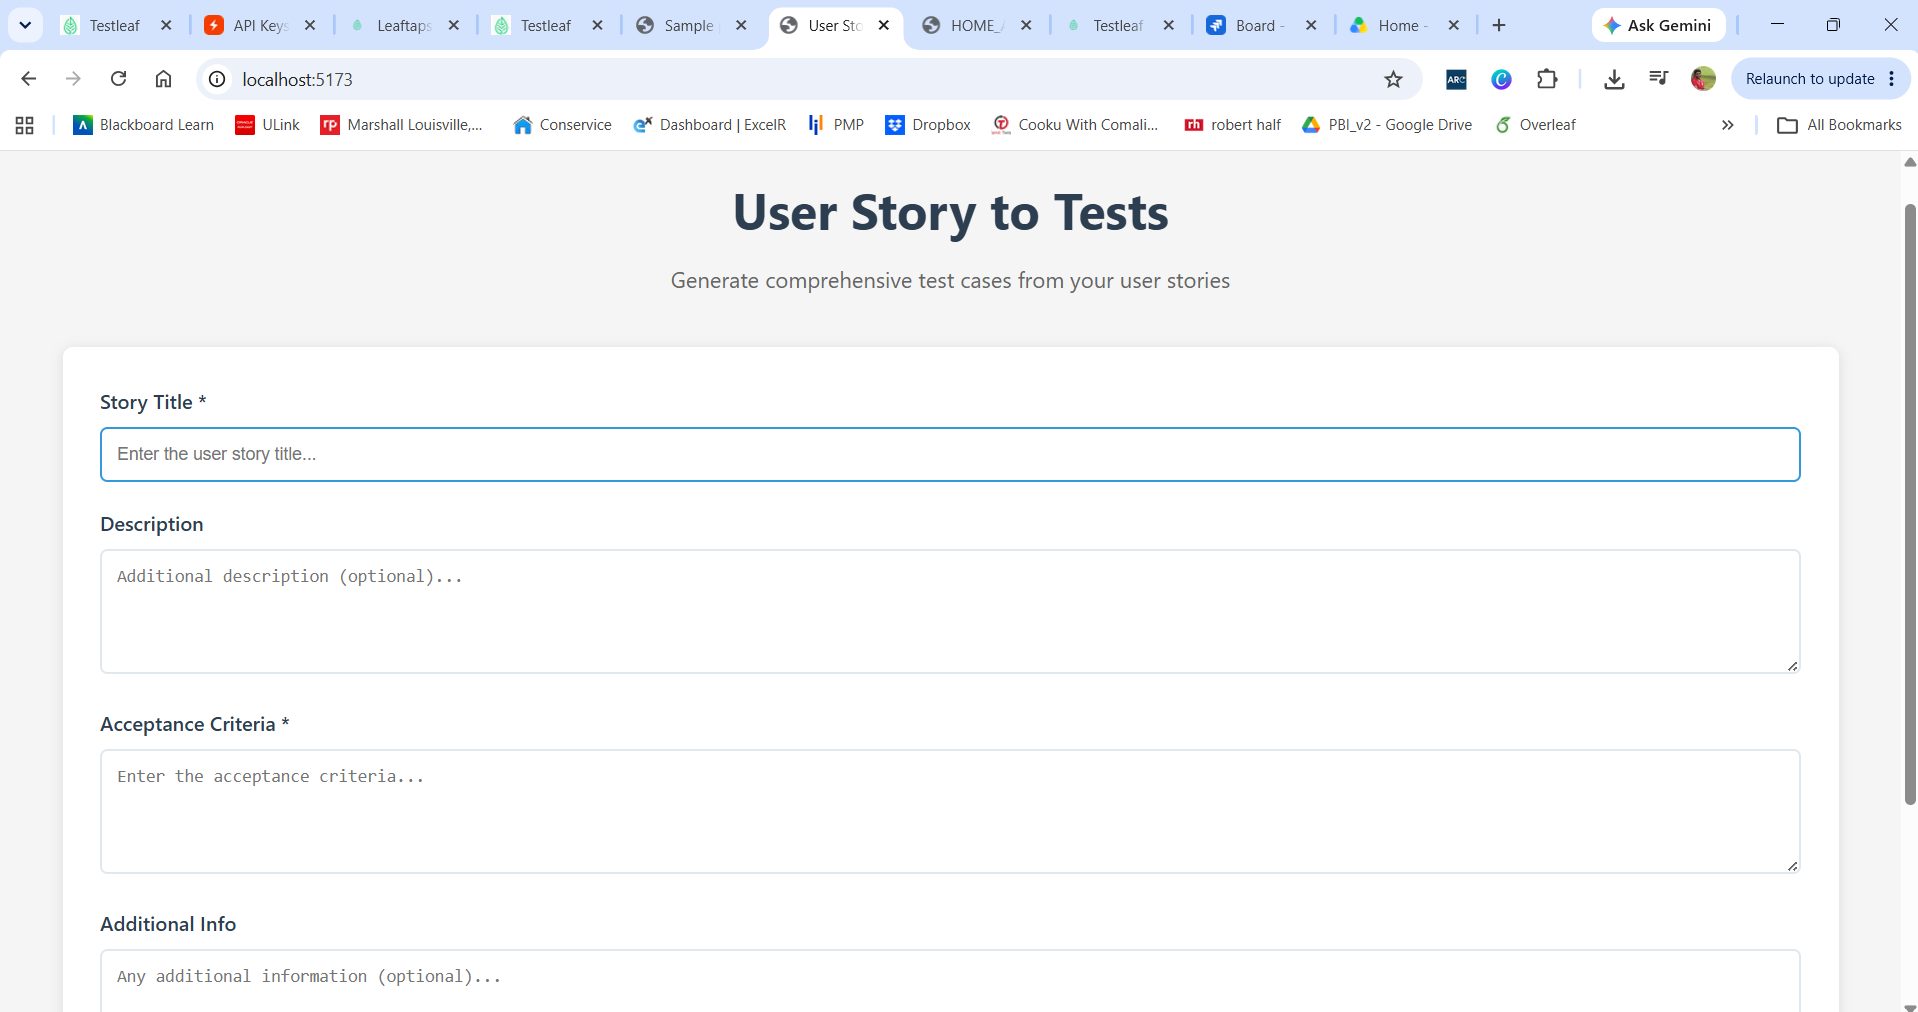 Testleaf
API Keys
Leaftaps
Testleaf
Sample
User Sto
HOME_
Testleaf
Board -
Home -
Ask Gemini
localhost:5173
ARC
Relaunch to update
Blackboard Learn
ULink
rp Marshall Louisville,...
Conservice
Dashboard | ExcelR
PMP
Dropbox
Cooku With Comali...
rh robert half
PBI_v2 - Google Drive
Overleaf
All Bookmarks
User Story to Tests
Generate comprehensive test cases from your user stories
Story Title *
Enter the user story title...
Description
Additional description (optional)...
Acceptance Criteria *
Enter the acceptance criteria...
Additional Info
Any additional information (optional)...